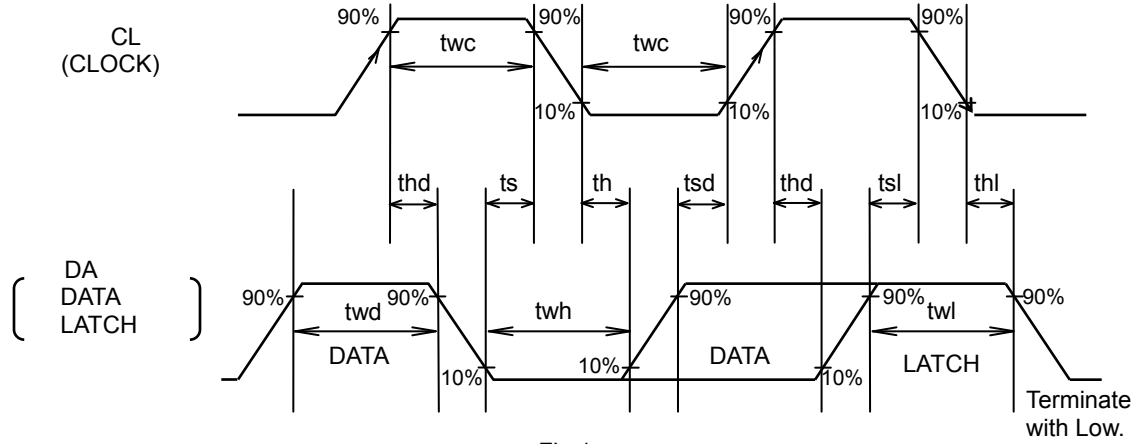 90% 90% 90% 90%
CL
(CLOCK)
twc twc
10% 10% 10%
thd ts th tsd thd tsl thl
DA
DATA
LATCH
90% 90% 90% 90% 90%
twd twh twl
DATA DATA LATCH
10% 10% 10%
Terminate
with Low.